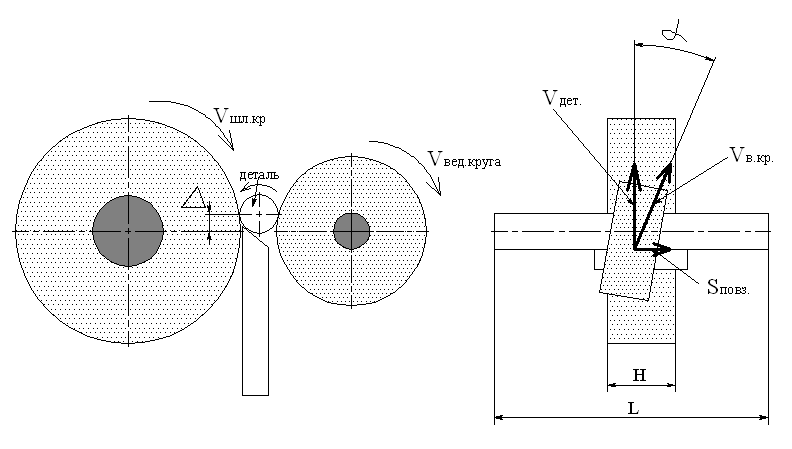 Vшл.кр
деталь
Vвед.круга
△
α
Vдет.
Vв.кр.
Sповз.
H
L